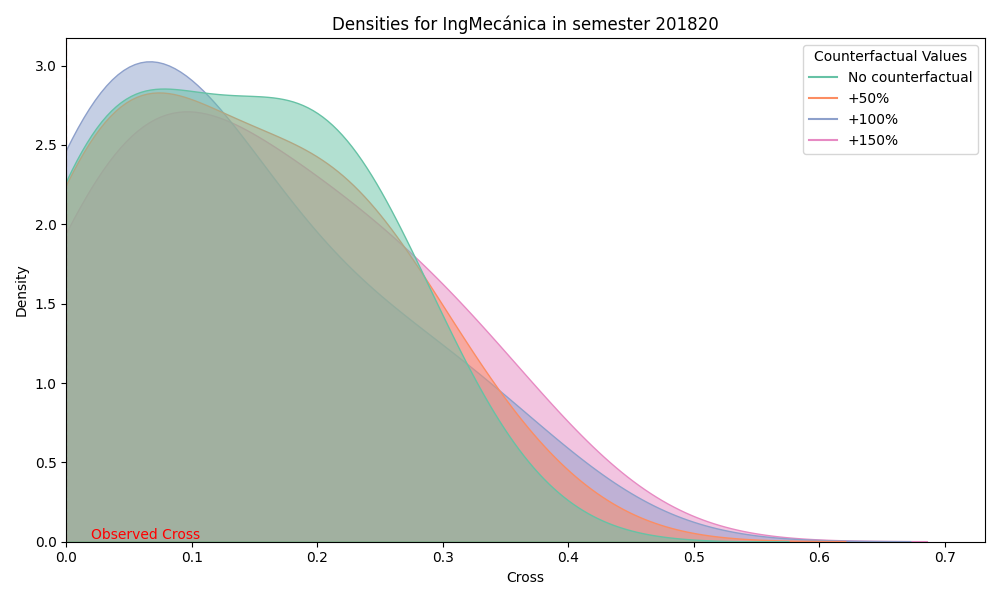 Densities for IngMecánica in semester 201820
Counterfactual Values
No counterfactual
+50%
+100%
+150%
Density
3.0
2.5
2.0
1.5
1.0
0.5
0.0
Observed Cross
0.0 0.1 0.2 0.3 0.4 0.5 0.6 0.7
Cross